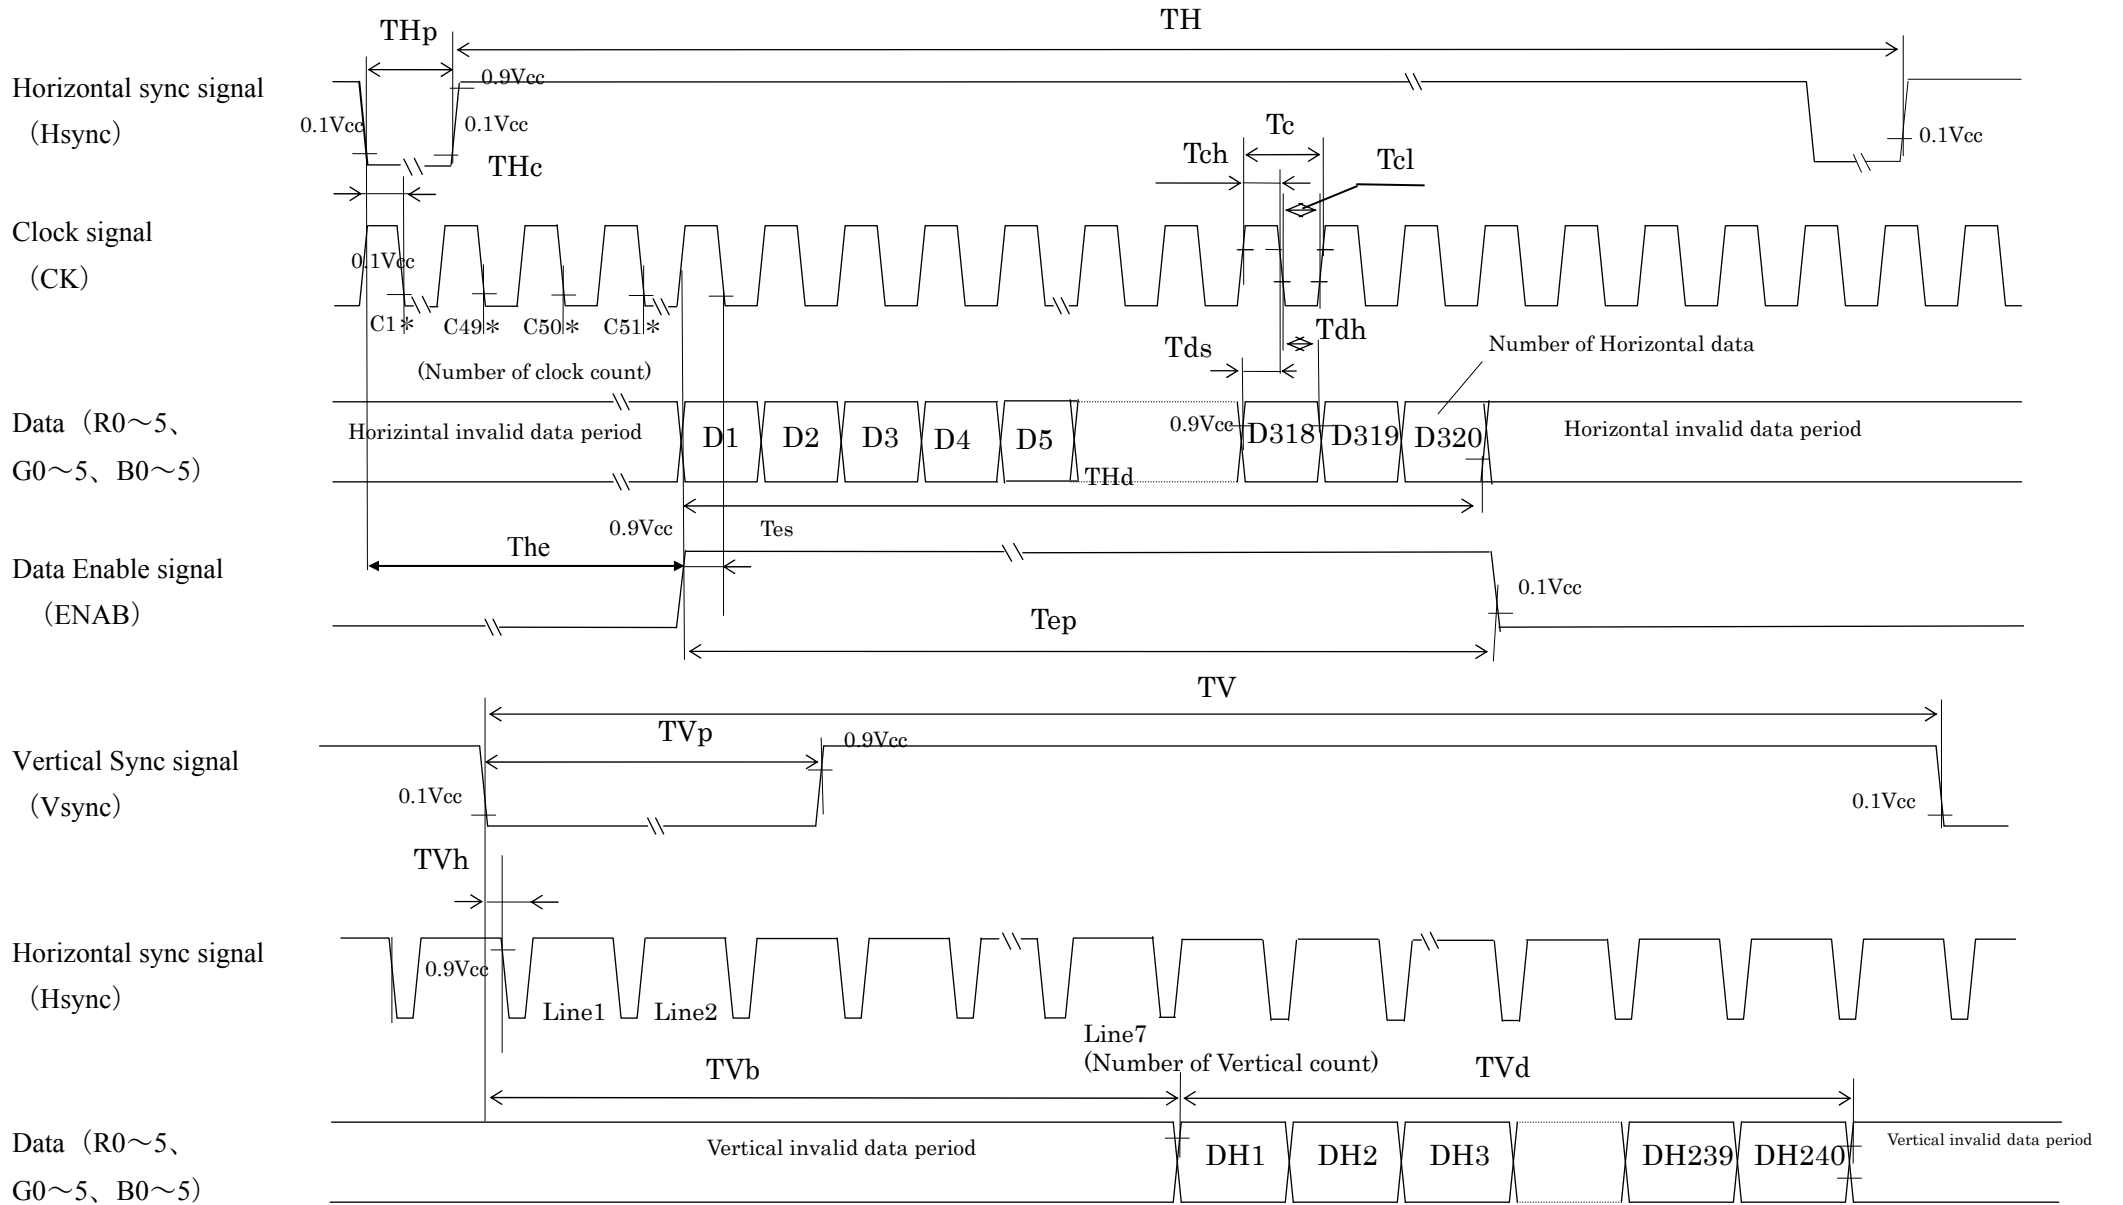 THp
TH
Horizontal sync signal
（Hsync）
0.9Vcc
0.1Vcc
0.1Vcc
0.1Vcc
THc
Tc
Tch
Tcl
Clock signal
（CK）
0.1Vcc
C1＊
C49＊
C50＊
C51＊
(Number of clock count)
Tds
Tdh
Number of Horizontal data
Data（R0～5、
G0～5、B0～5）
Horizintal invalid data period
D1
D2
D3
D4
D5
0.9Vcc
D318
D319
D320
Horizontal invalid data period
THd
0.9Vcc
Tes
The
Data Enable signal
（ENAB）
0.1Vcc
Tep
TV
TVp
Vertical Sync signal
（Vsync）
0.9Vcc
0.1Vcc
0.1Vcc
TVh
Horizontal sync signal
（Hsync）
0.9Vcc
Line1
Line2
Line7
(Number of Vertical count)
TVb
TVd
Data（R0～5、
G0～5、B0～5）
Vertical invalid data period
DH1
DH2
DH3
DH239
DH240
Vertical invalid data period